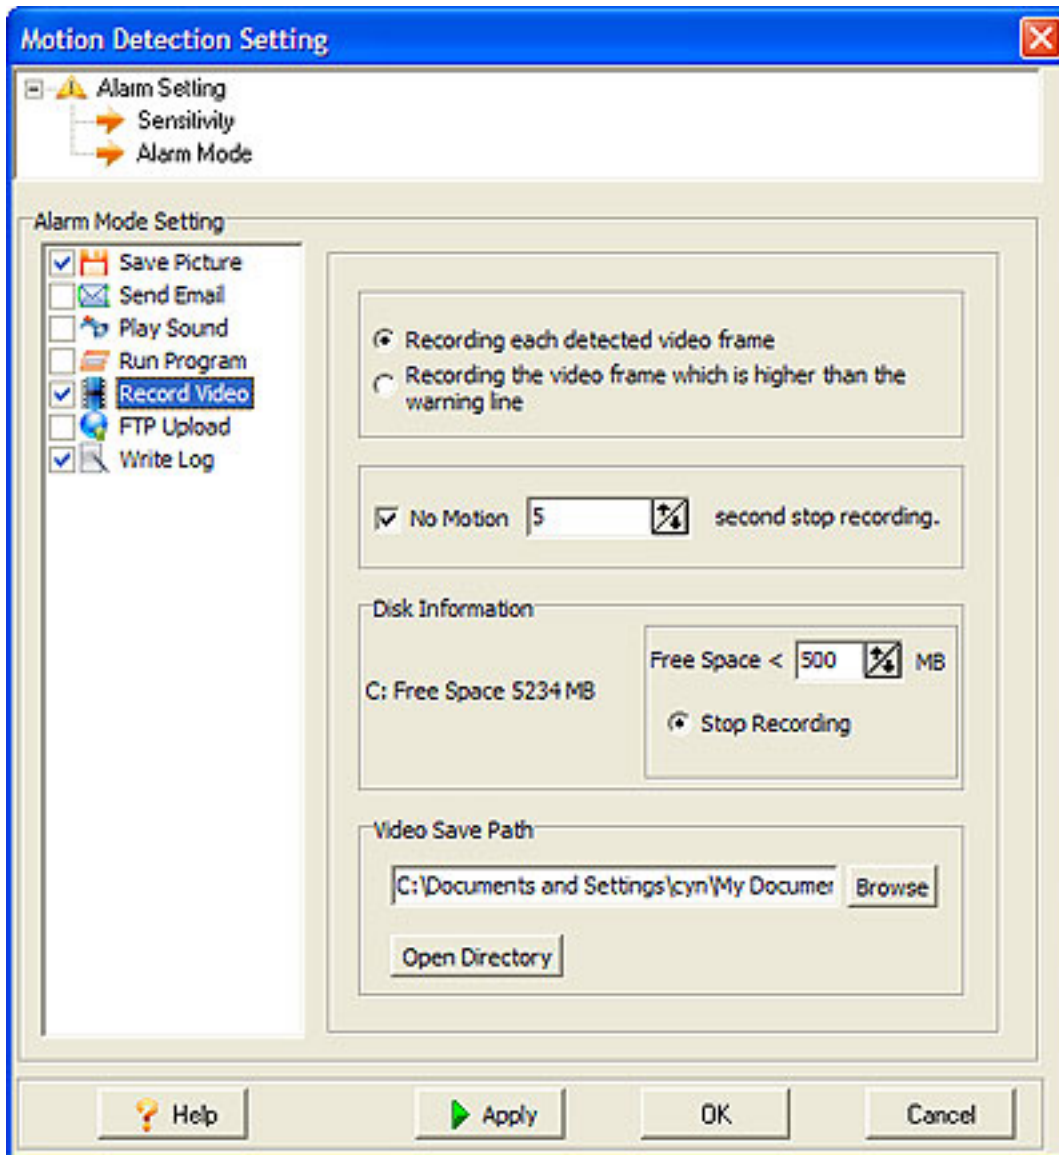 Motion Detection Setting
Alarm Setting
Sensitivity
Alarm Mode
Alarm Mode Setting
Save Picture
Send Email
Play Sound
Run Program
Record Video
FTP Upload
Write Log
Recording each detected video frame
Recording the video frame which is higher than the
warning line
No Motion 5 second stop recording.
Disk Information
C: Free Space 5234 MB
Free Space < 500 MB
Stop Recording
Video Save Path
C:\Documents and Settings\cyn\My Documer
Browse
Open Directory
Help
Apply
OK
Cancel